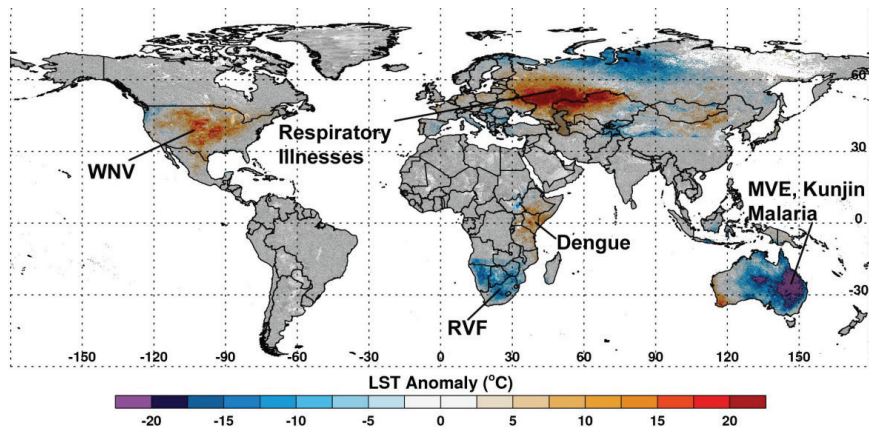 60
Respiratory
Illnesses
30
WNV
MVE, Kunjin
Malaria
0
Dengue
-30
RVF
-150 -120 -90 -60 -30 0 30 60 90 120 150
LST Anomaly (°C)
-20 -15 -10 -5 0 5 10 15 20